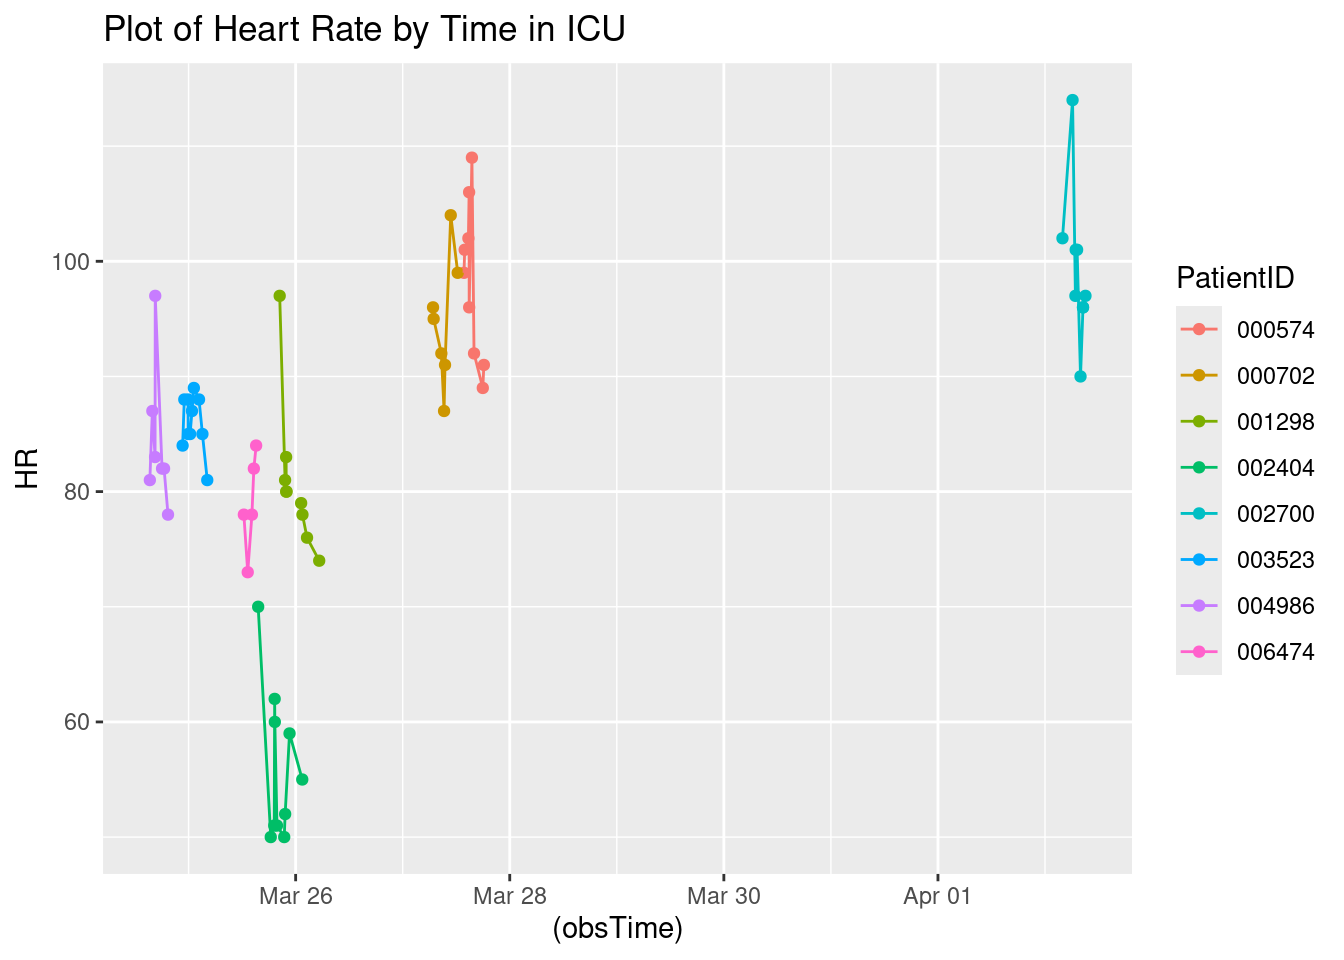 Plot of Heart Rate by Time in ICU
HR
100
80
60
Mar 26
Mar 28
Mar 30
Apr 01
(obsTime)
PatientID
000574
000702
001298
002404
002700
003523
004986
006474